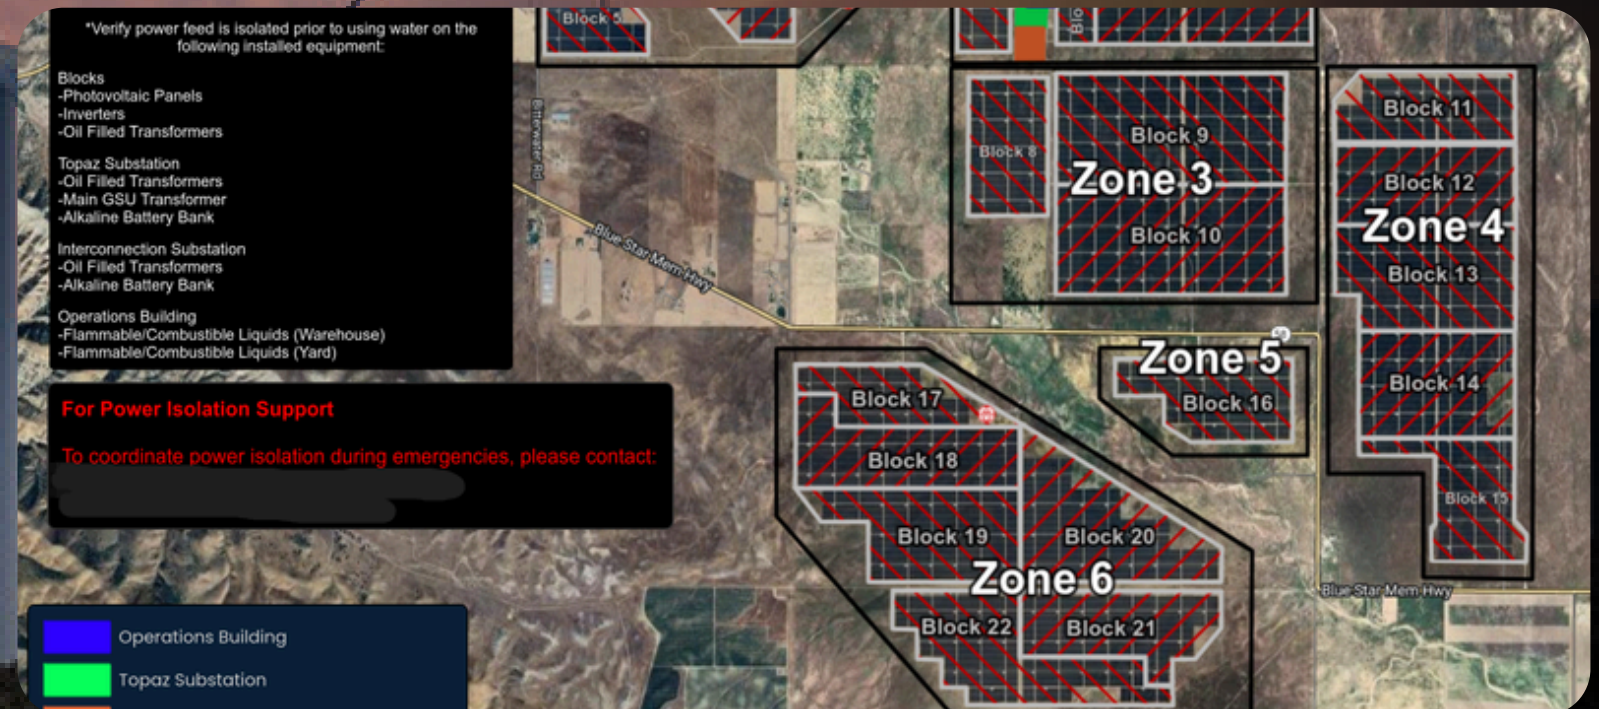 *Verify power feed is isolated prior to using water on the
following installed equipment:
Blocks
-Photovoltaic Panels
-Inverters
-Oil Filled Transformers
Topaz Substation
-Oil Filled Transformers
-Main GSU Transformer
-Alkaline Battery Bank
Interconnection Substation
-Oil Filled Transformers
-Alkaline Battery Bank
Operations Building
-Flammable/Combustible Liquids (Warehouse)
-Flammable/Combustible Liquids (Yard)
For Power Isolation Support
To coordinate power isolation during emergencies, please contact:
Operations Building
Topaz Substation
Block 5
Bitterwater Rd
Blue Star Mem Hwy
Block 8
Block 9
Zone 3
Block 10
Block 11
Block 12
Zone 4
Block 13
Block 14
Block 15
58
Zone 5
Block 16
Block 17
Block 18
Block 19
Block 20
Zone 6
Block 22
Block 21
Blue Star Mem Hwy